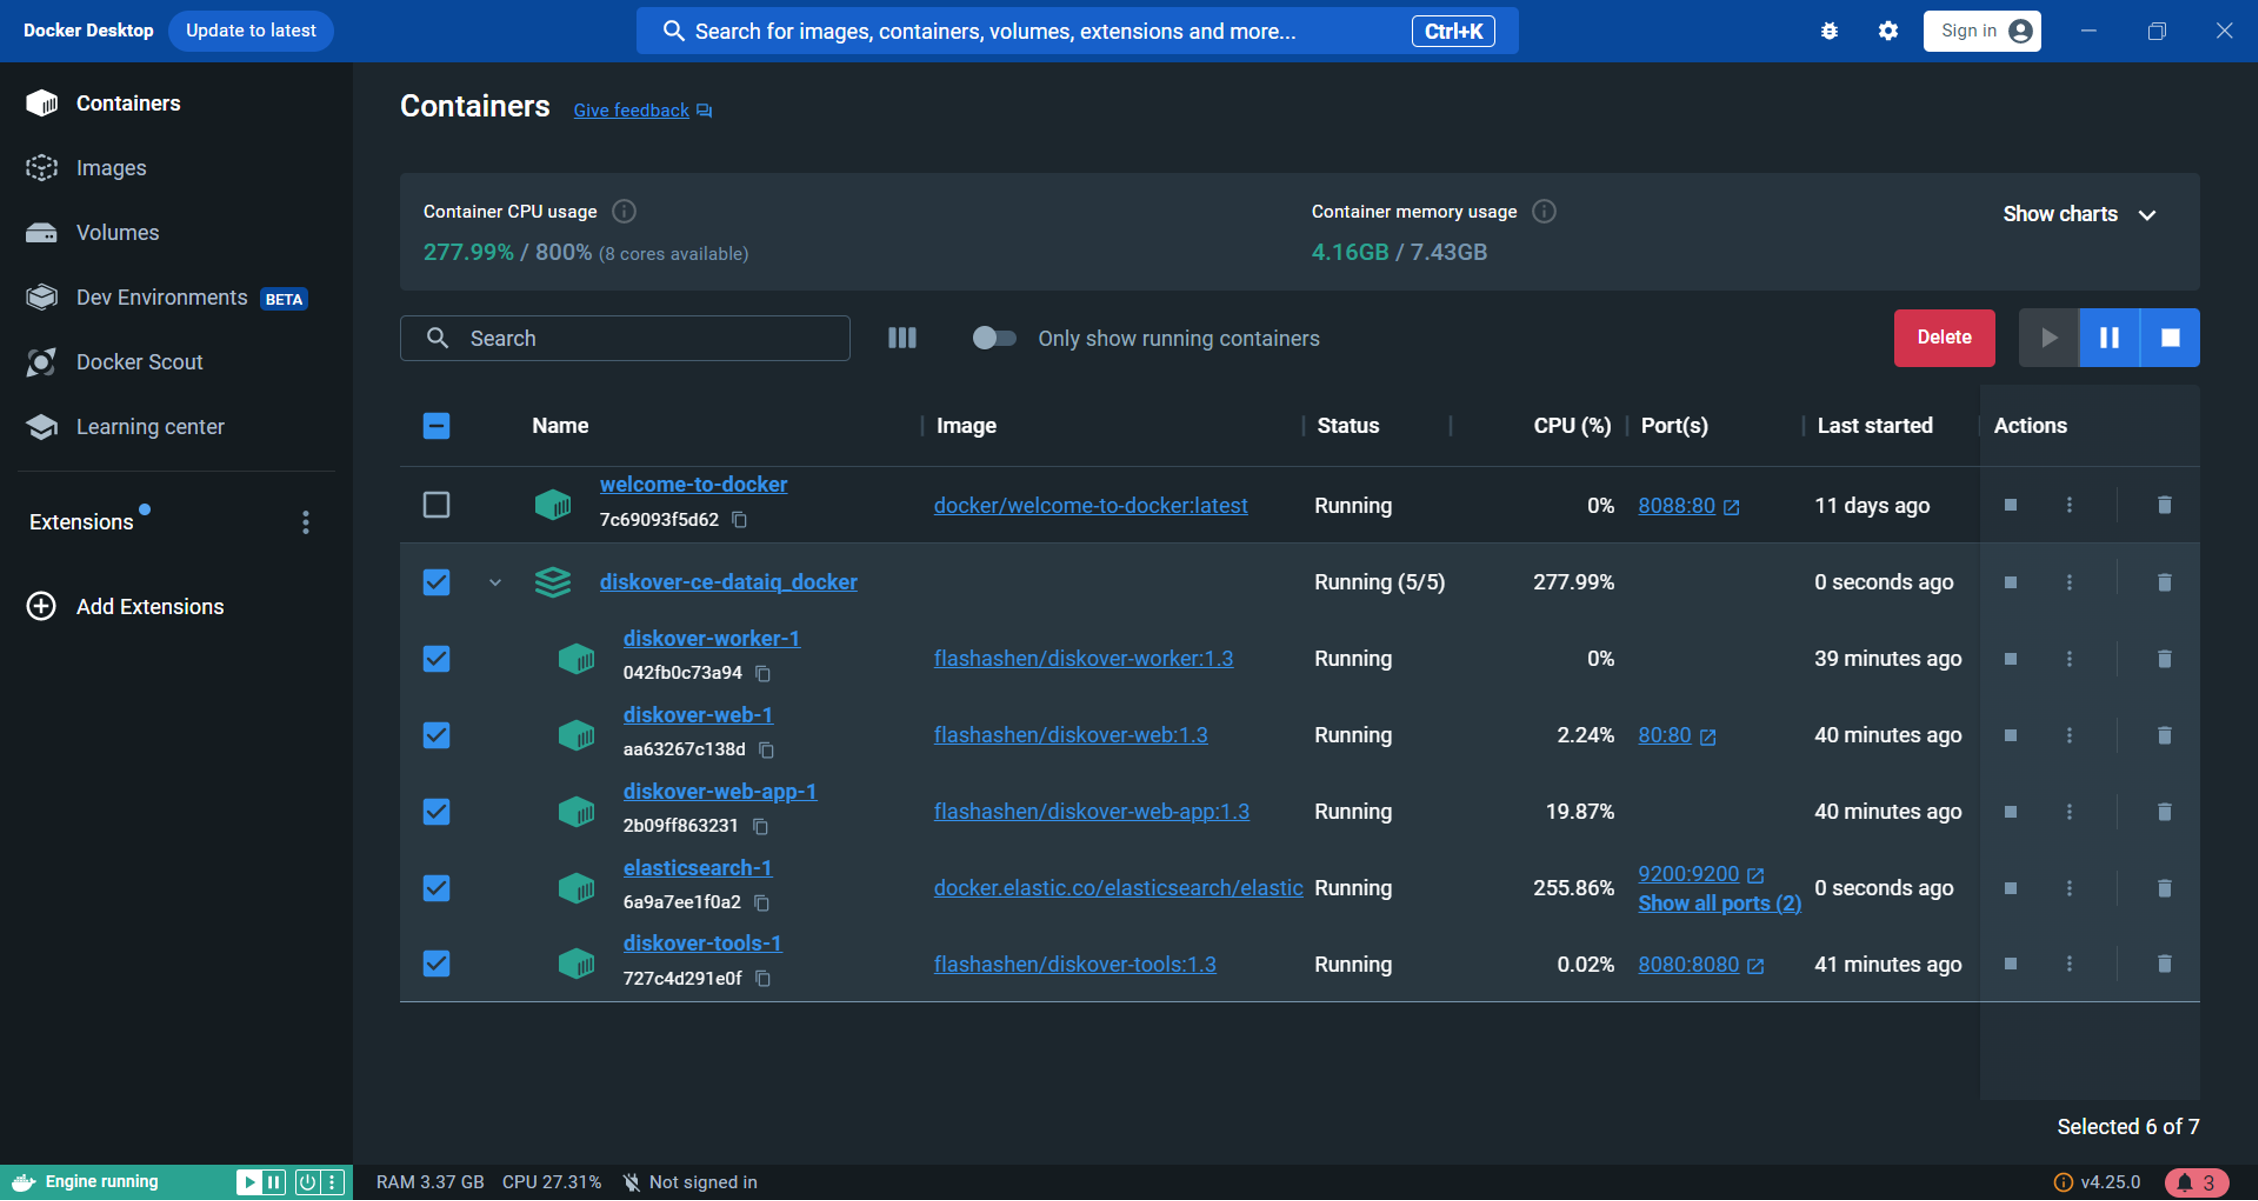 Docker Desktop
Update to latest
Search for images, containers, volumes, extensions and more...
Ctrl+K
Sign in
Containers
Images
Volumes
Dev Environments BETA
Docker Scout
Learning center
Extensions
Add Extensions
Containers
Give feedback
Container CPU usage
277.99% / 800% (8 cores available)
Container memory usage
4.16GB / 7.43GB
Show charts
Search
Only show running containers
Delete
Name Image Status CPU (%) Port(s) Last started Actions
welcome-to-docker
7c69093f5d62
docker/welcome-to-docker:latest Running 0% 8088:80 11 days ago
diskover-ce-dataiq_docker Running (5/5) 277.99% 0 seconds ago
diskover-worker-1
042fb0c73a94
flashashen/diskover-worker:1.3 Running 0% 39 minutes ago
diskover-web-1
aa63267c138d
flashashen/diskover-web:1.3 Running 2.24% 80:80 40 minutes ago
diskover-web-app-1
2b09ff863231
flashashen/diskover-web-app:1.3 Running 19.87% 40 minutes ago
elasticsearch-1
6a9a7ee1f0a2
docker.elastic.co/elasticsearch/elastic Running 255.86% 9200:9200 0 seconds ago
Show all ports (2)
diskover-tools-1
727c4d291e0f
flashashen/diskover-tools:1.3 Running 0.02% 8080:8080 41 minutes ago
Selected 6 of 7
Engine running
RAM 3.37 GB CPU 27.31% Not signed in
v4.25.0
3